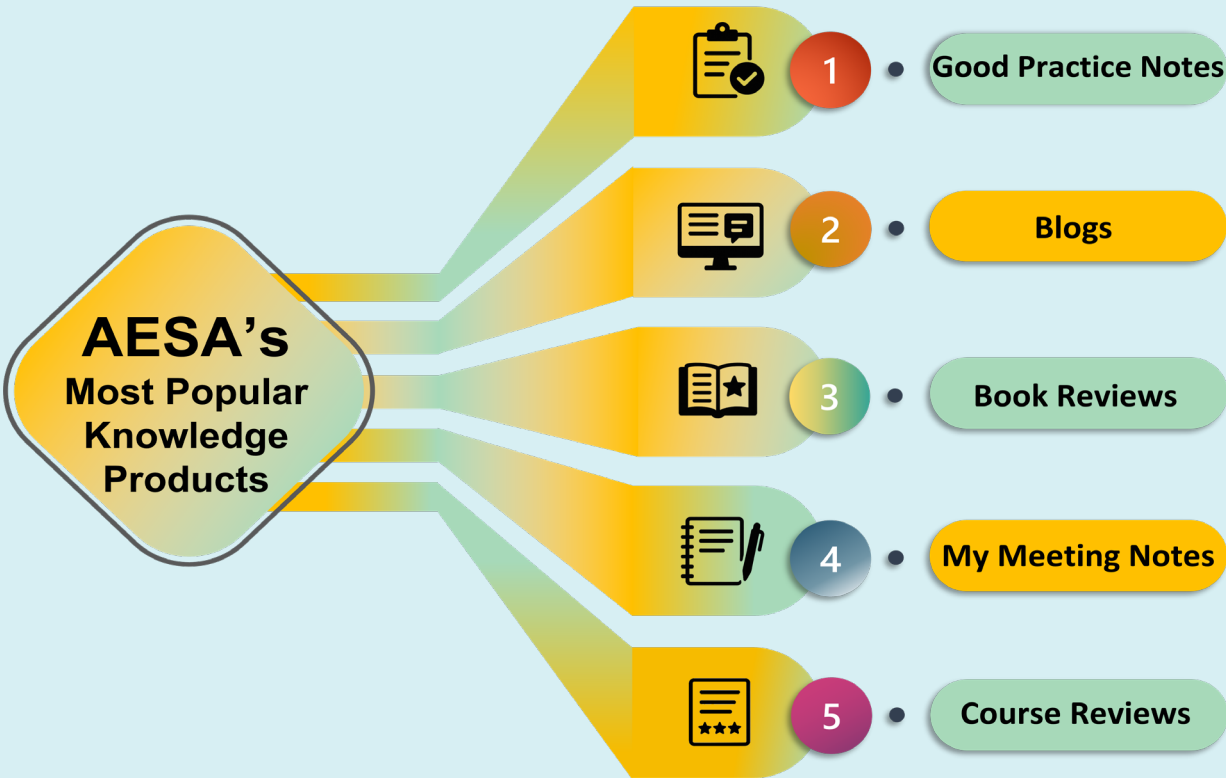 AESA's
Most Popular
Knowledge
Products
1
Good Practice Notes
2
Blogs
3
Book Reviews
4
My Meeting Notes
5
Course Reviews